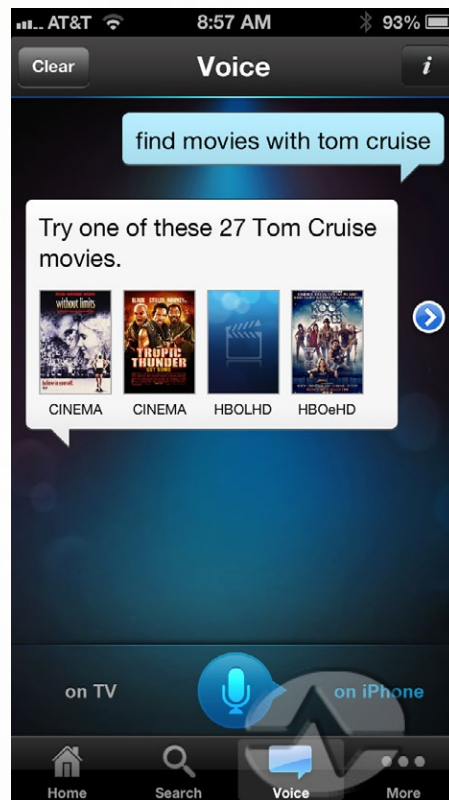 AT&T 8:57 AM 93%
Clear Voice i
find movies with tom cruise
Try one of these 27 Tom Cruise
movies.
without limits
TROPIC
THUNDER
CINEMA CINEMA HBOLHD HBOeHD
on TV on iPhone
Home Search Voice More